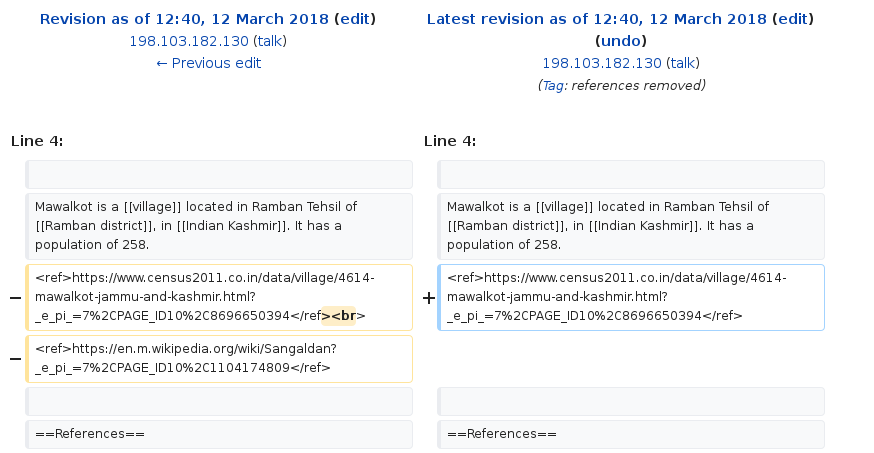 Revision as of 12:40, 12 March 2018 (edit)
198.103.182.130 (talk)
← Previous edit
Latest revision as of 12:40, 12 March 2018 (edit)
(undo)
198.103.182.130 (talk)
(Tag: references removed)
Line 4:
Line 4:
Mawalkot is a [[village]] located in Ramban Tehsil of
[[Ramban district]], in [[Indian Kashmir]]. It has a
population of 258.
Mawalkot is a [[village]] located in Ramban Tehsil of
[[Ramban district]], in [[Indian Kashmir]]. It has a
population of 258.
− <ref>https://www.census2011.co.in/data/village/4614-
mawalkot-jammu-and-kashmir.html?
_e_pi_=7%2CPAGE_ID10%2C8696650394</ref><br>
+ <ref>https://www.census2011.co.in/data/village/4614-
mawalkot-jammu-and-kashmir.html?
_e_pi_=7%2CPAGE_ID10%2C8696650394</ref>
− <ref>https://en.m.wikipedia.org/wiki/Sangaldan?
_e_pi_=7%2CPAGE_ID10%2C1104174809</ref>
==References==
==References==